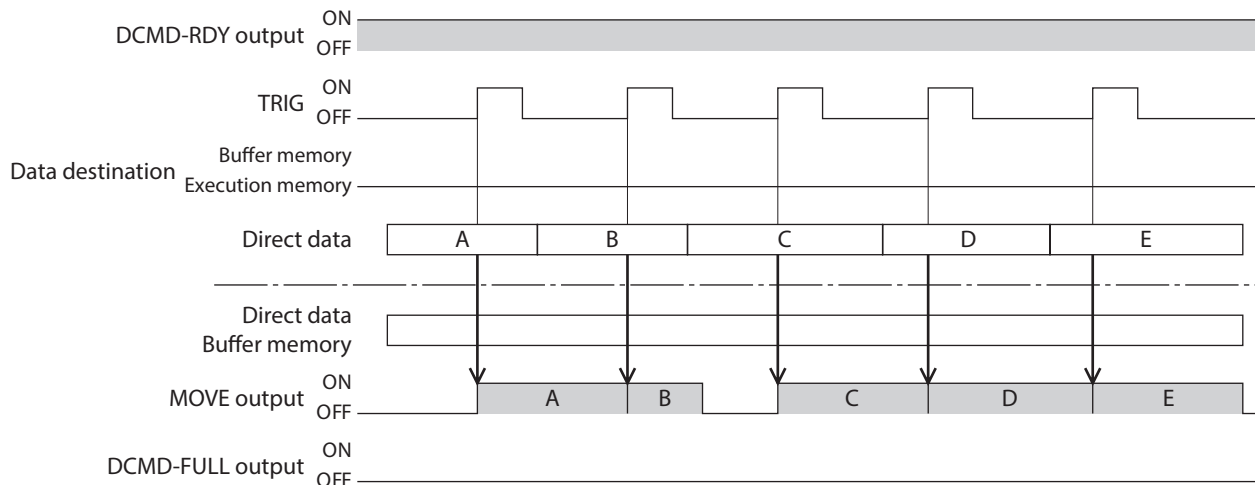 ON
DCMD-RDY output
OFF
ON
TRIG
OFF
Buffer memory
Data destination
Execution memory
Direct data A B C D E
Direct data
Buffer memory
ON
MOVE output A B C D E
OFF
ON
DCMD-FULL output
OFF